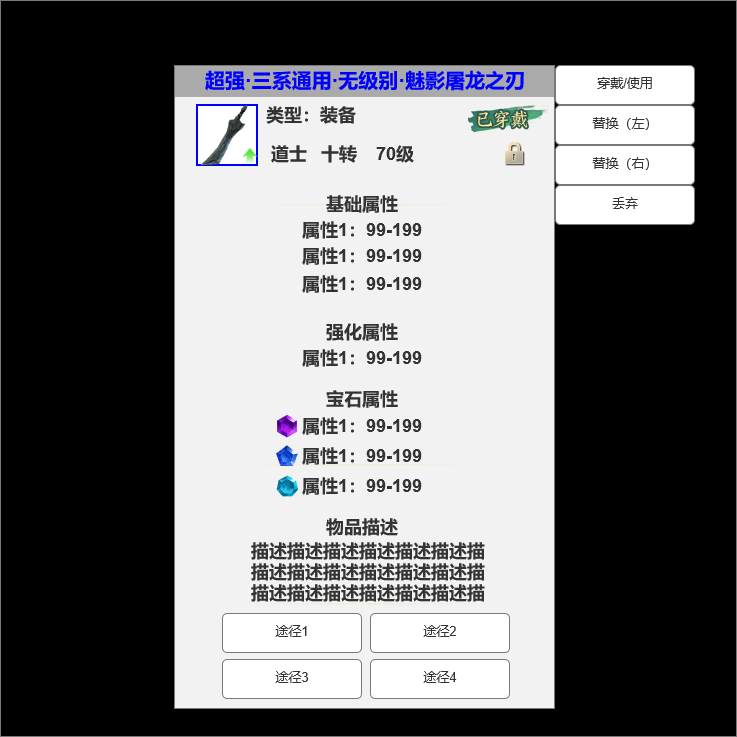 超强·三系通用·无级别·魅影屠龙之刃
类型：装备
已穿戴
道士 十转 70级
基础属性
属性1：99-199
属性1：99-199
属性1：99-199
强化属性
属性1：99-199
宝石属性
属性1：99-199
属性1：99-199
属性1：99-199
物品描述
描述描述描述描述描述描述描
描述描述描述描述描述描述描
描述描述描述描述描述描述描
途径1
途径2
途径3
途径4
穿戴/使用
替换（左）
替换（右）
丢弃